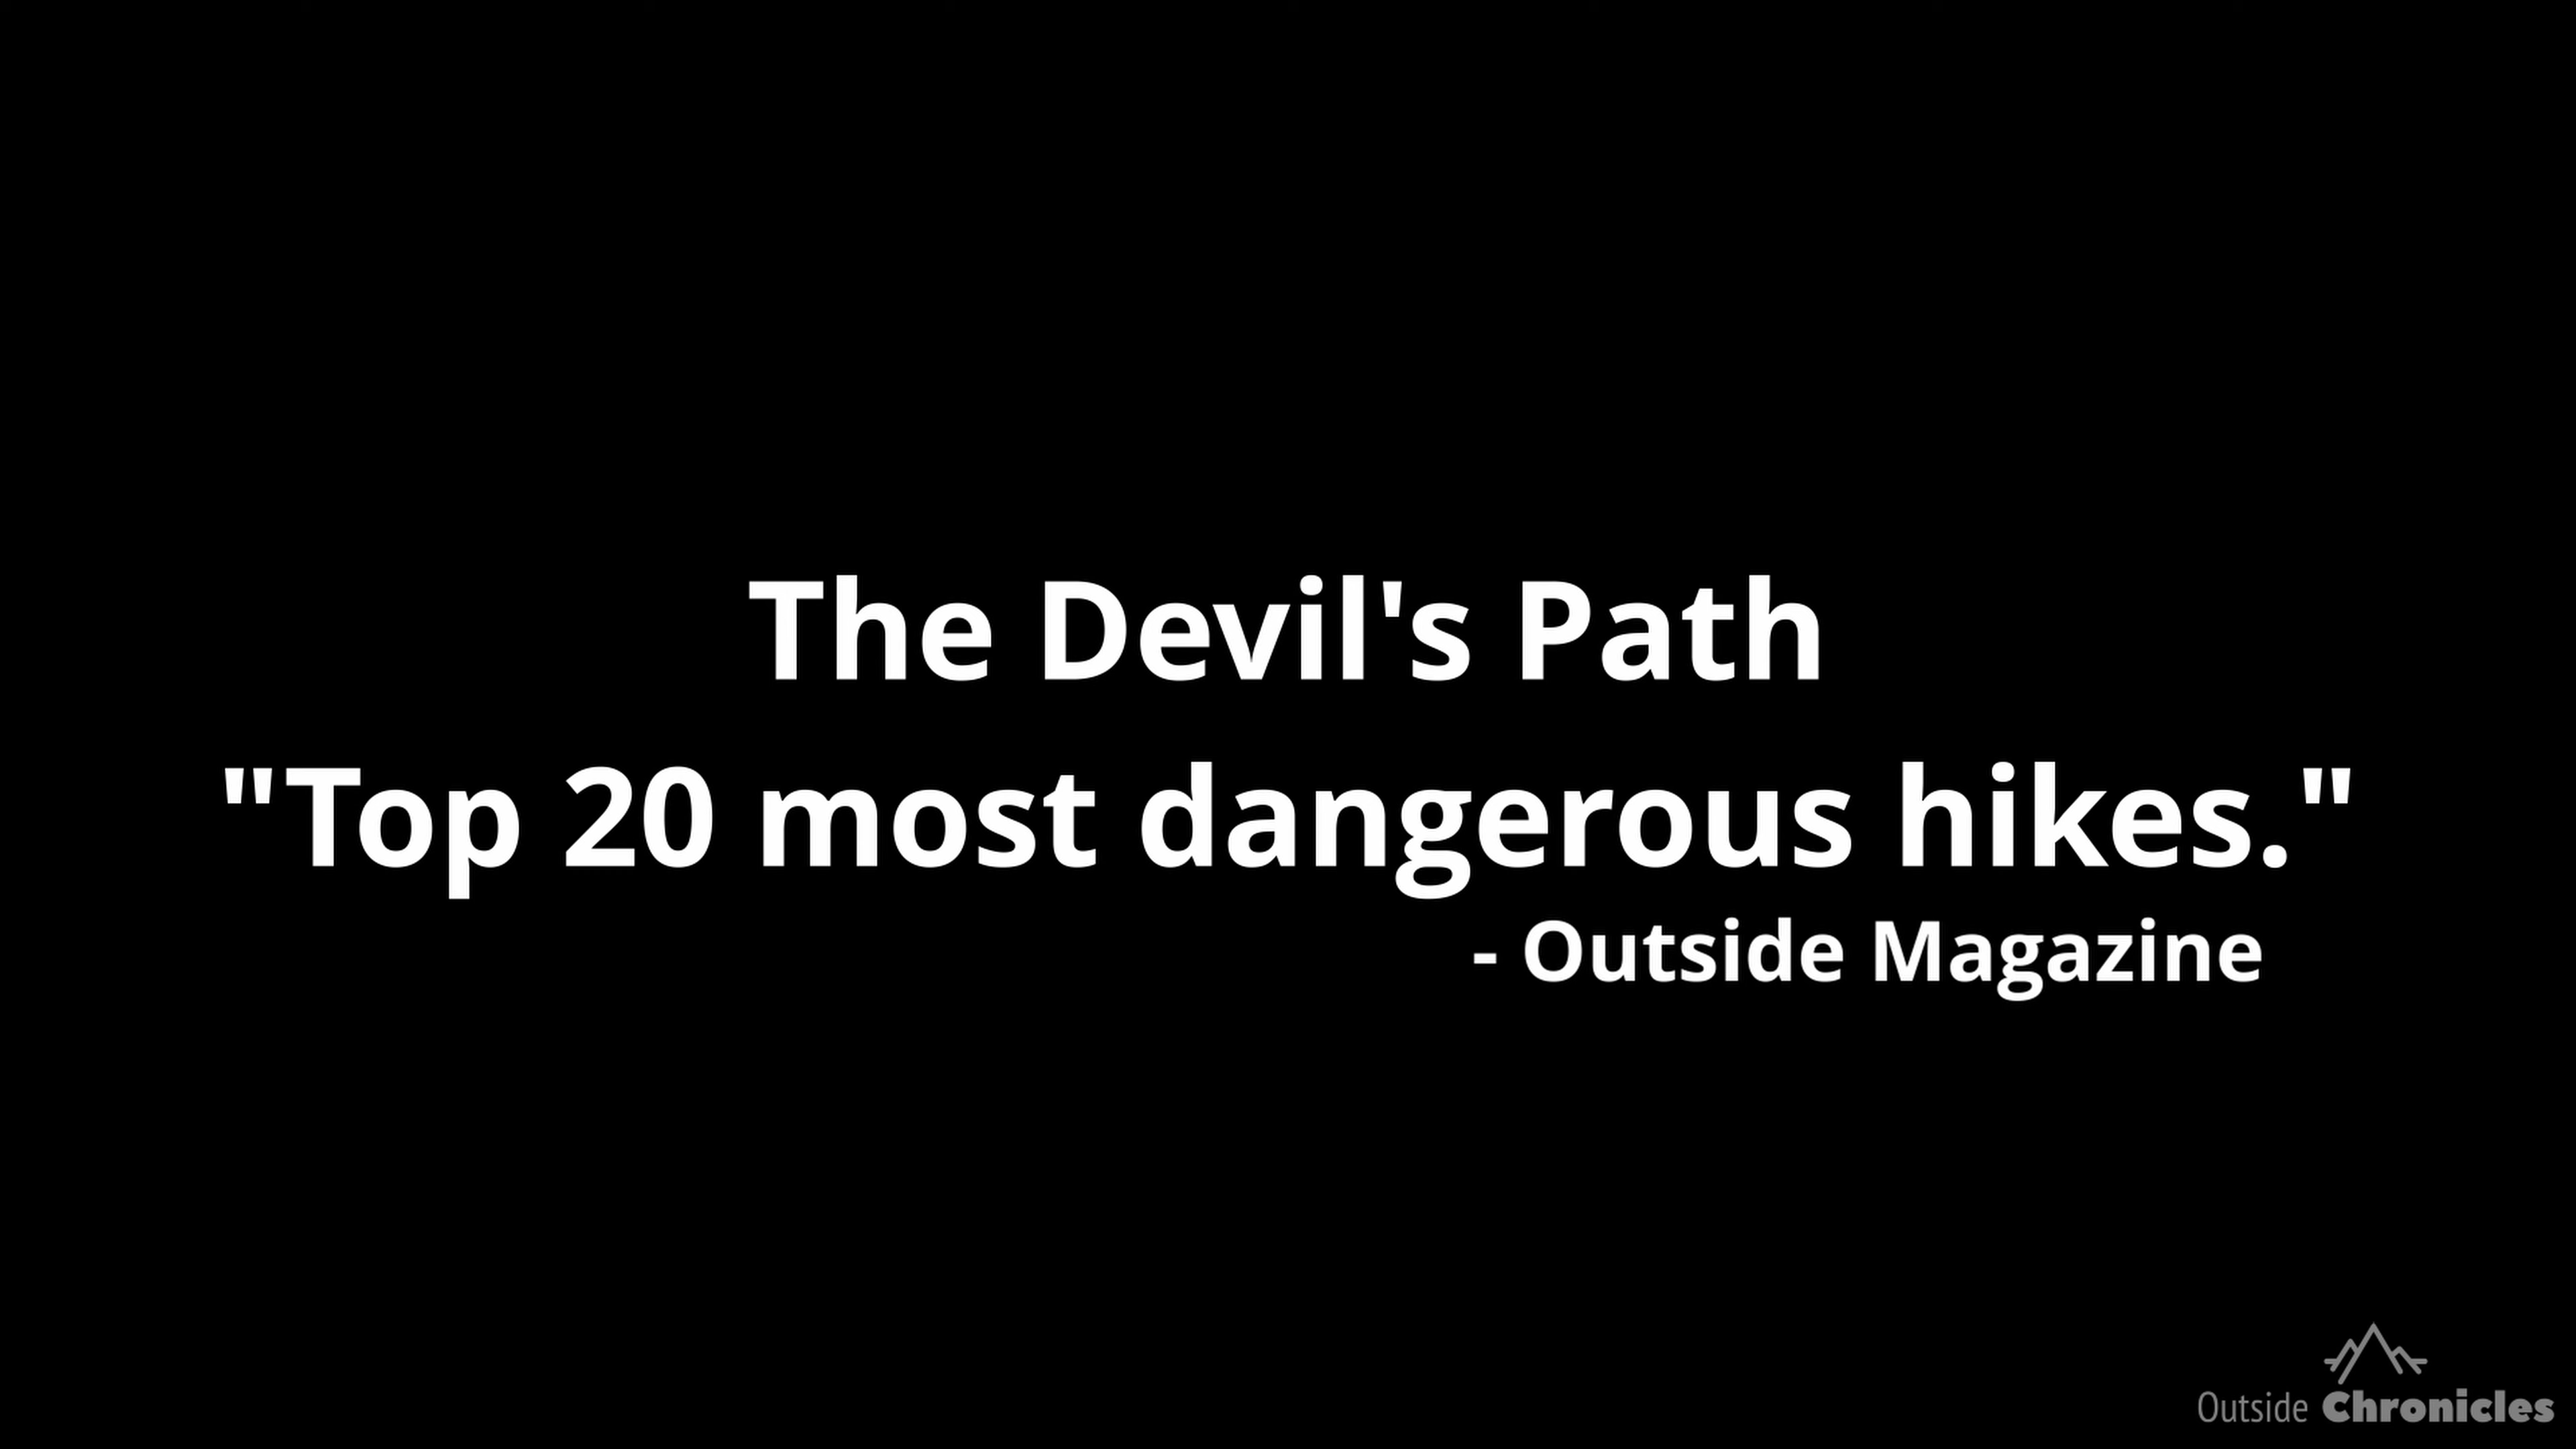 The Devil's Path
"Top 20 most dangerous hikes."
- Outside Magazine
Outside Chronicles